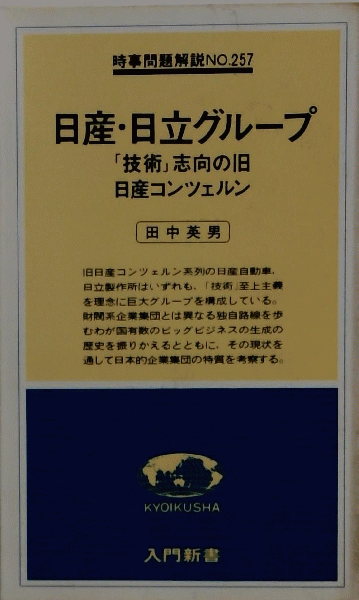 時事問題解説NO.257
日産・日立グループ
「技術」志向の旧
日産コンツェルン
田中英男
旧日産コンツェルン系列の日産自動車、
日立製作所はいずれも、「技術」至上主義
を理念に巨大グループを構成している。
財閥系企業集団とは異なる独自路線を歩
むわが国有数のビッグビジネスの生成の
歴史を振りかえるとともに、その現状を
通して日本的企業集団の特質を考察する。
KYOIKUSHA
入門新書